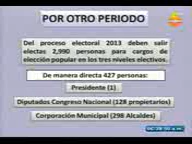 POR OTRO PERIODO
Del proceso electoral 2013 deben salir
electas 2,990 personas para cargos de
elección popular en los tres niveles electivos.
De manera directa 427 personas:
Presidente (1)
Diputados Congreso Nacional (128 propietarios)
Corporación Municipal (298 Alcaldes)